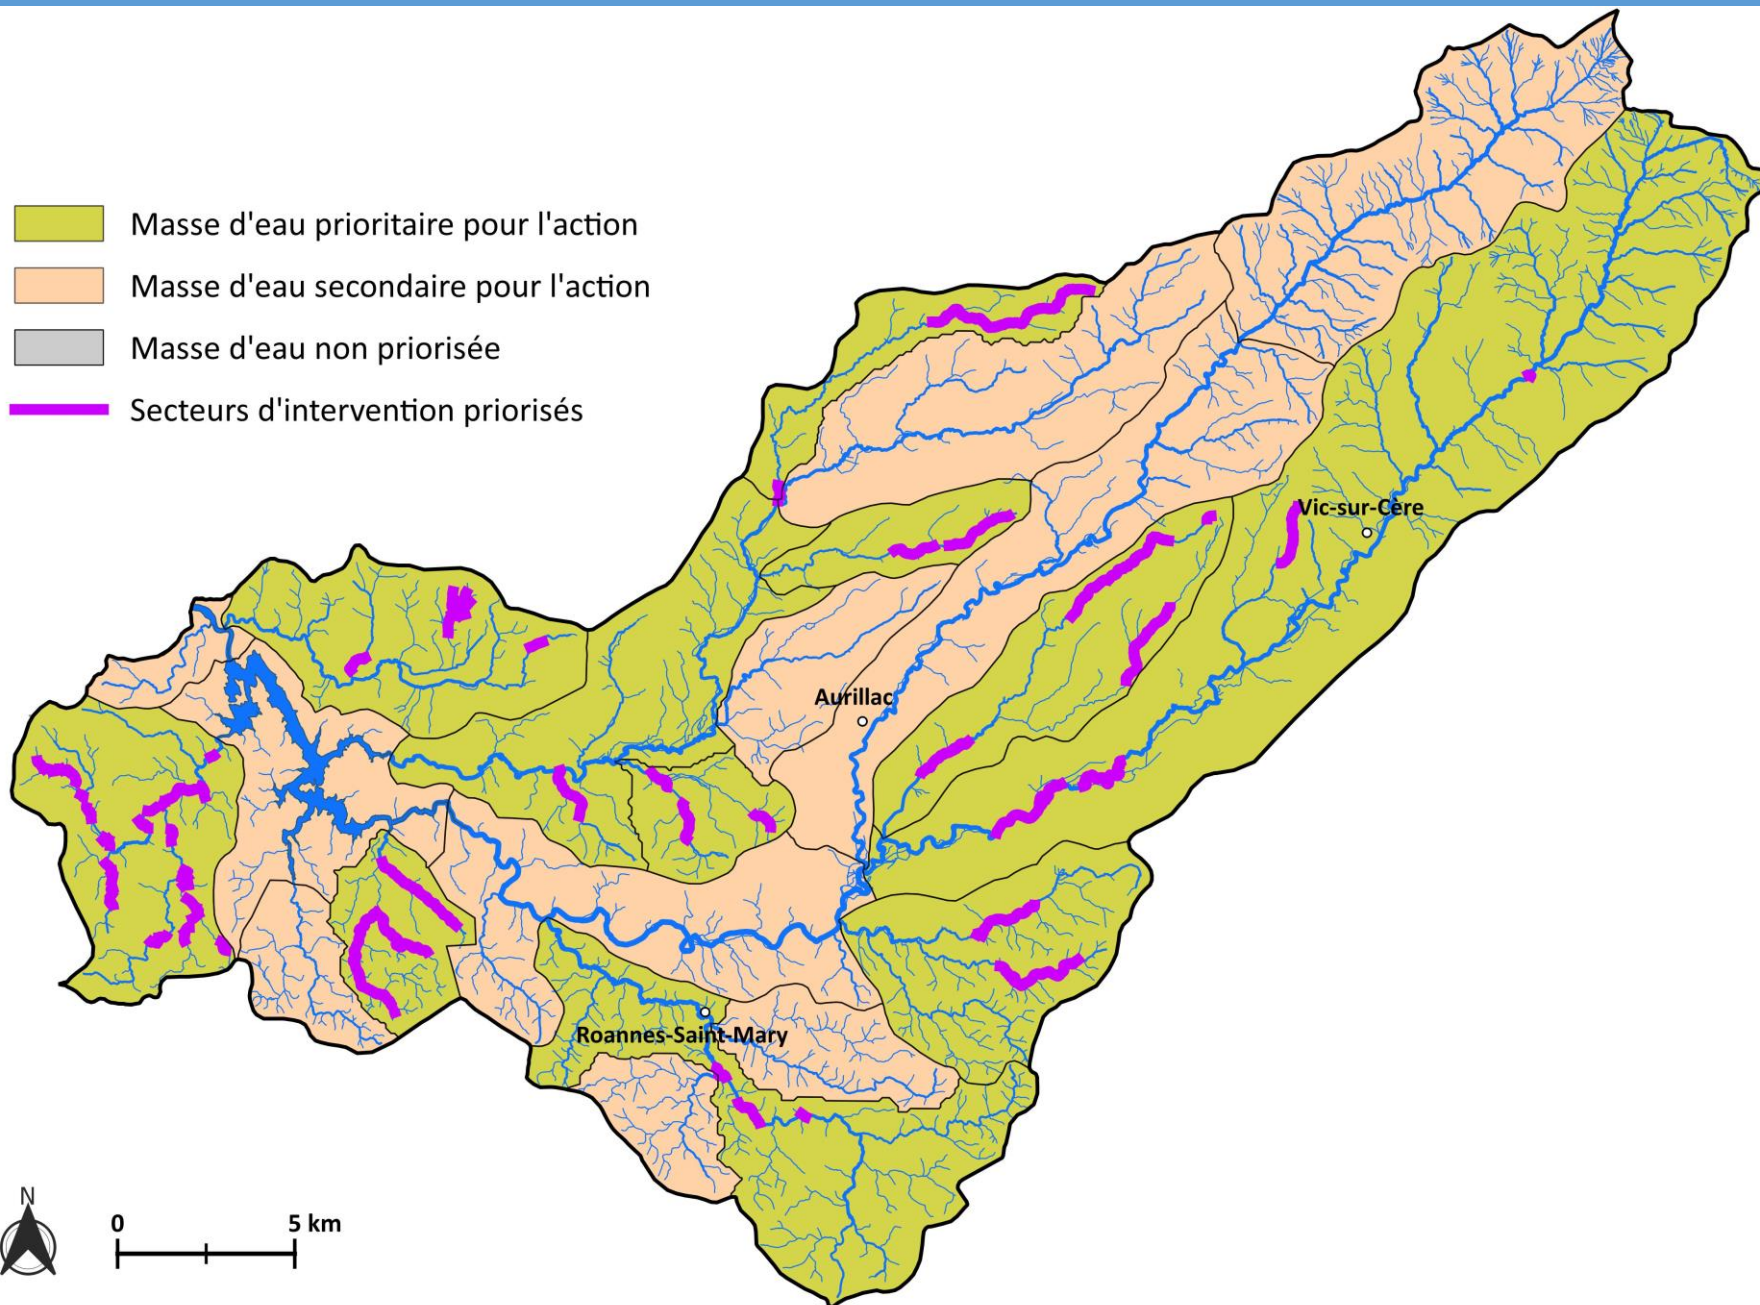 Masse d'eau prioritaire pour l'action
Masse d'eau secondaire pour l'action
Masse d'eau non priorisée
Secteurs d'intervention priorisés
Vic-sur-Cère
Aurillac
Roannes-Saint-Mary
N
0 5 km